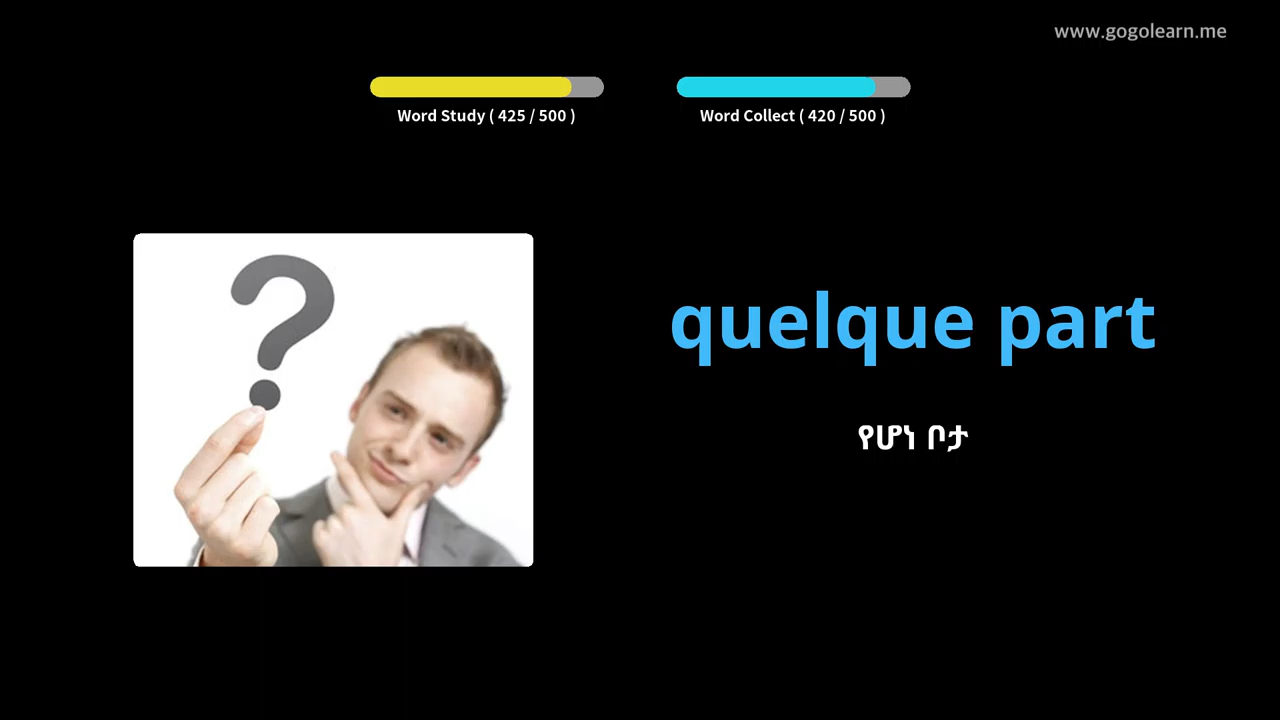 www.gogolearn.me
Word Study ( 425 / 500 )
Word Collect ( 420 / 500 )
quelque part
የሆነ ቦታ